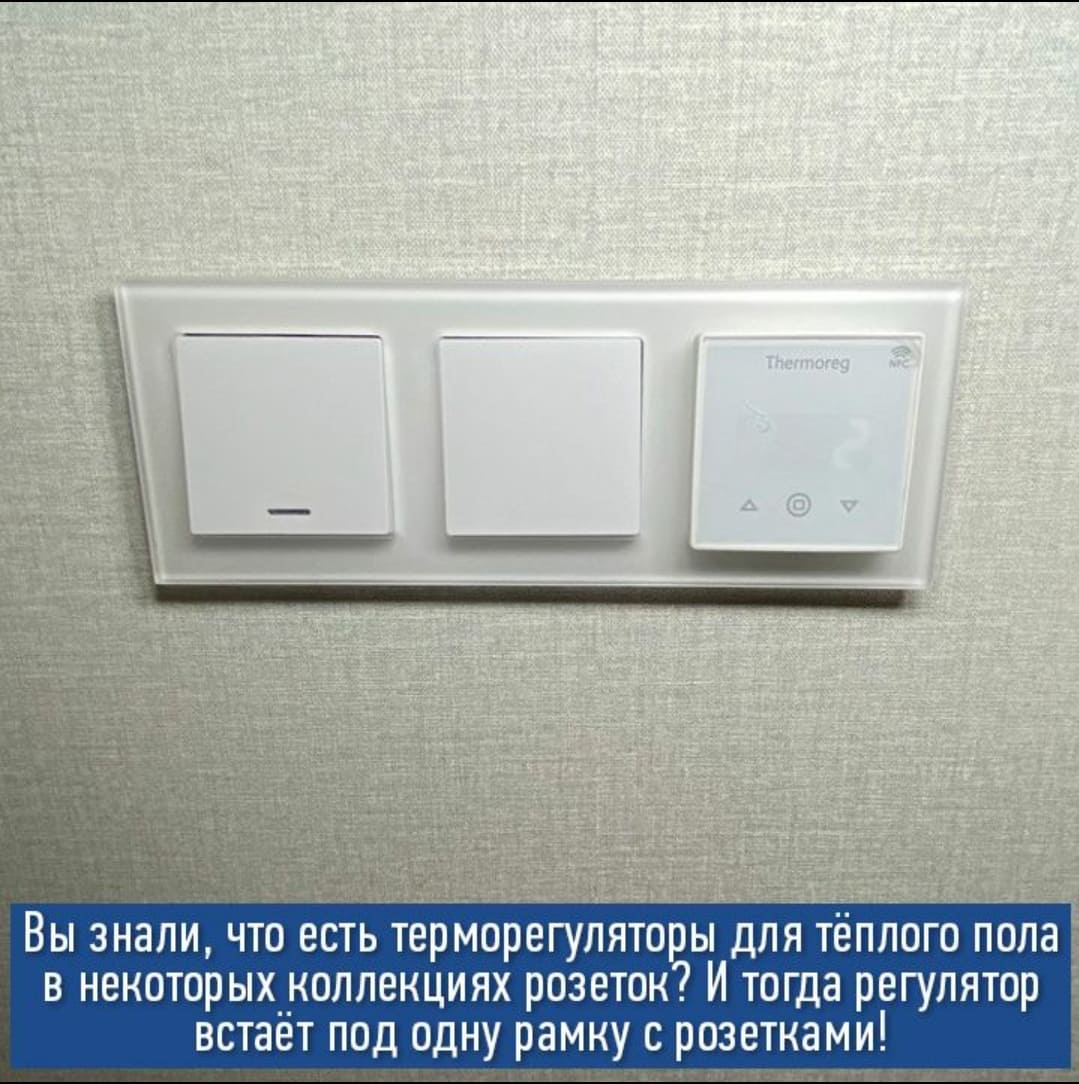 Thermoreg
NFC
Вы знали, что есть терморегуляторы для тёплого пола
в некоторых коллекциях розеток? И тогда регулятор
встаёт под одну рамку с розетками!